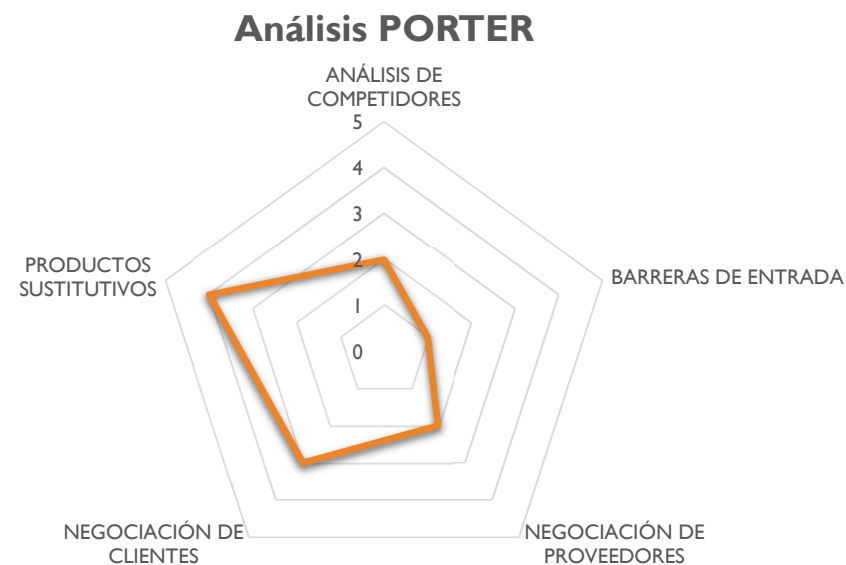 Análisis PORTER
ANÁLISIS DE
COMPETIDORES
5
4
3
2
1
0
BARRERAS DE ENTRADA
NEGOCIACIÓN DE
PROVEEDORES
NEGOCIACIÓN DE
CLIENTES
PRODUCTOS
SUSTITUTIVOS